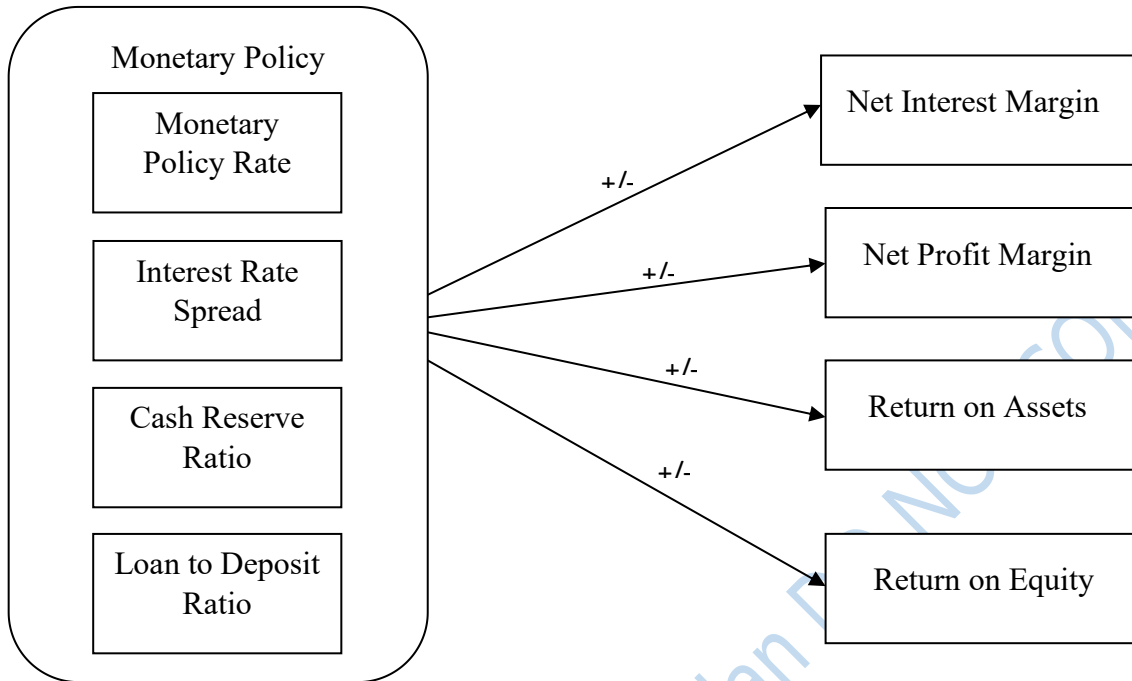 Monetary Policy
Monetary
Policy Rate
Interest Rate
Spread
Cash Reserve
Ratio
Loan to Deposit
Ratio
+/-
+/-
+/-
+/-
Net Interest Margin
Net Profit Margin
Return on Assets
Return on Equity